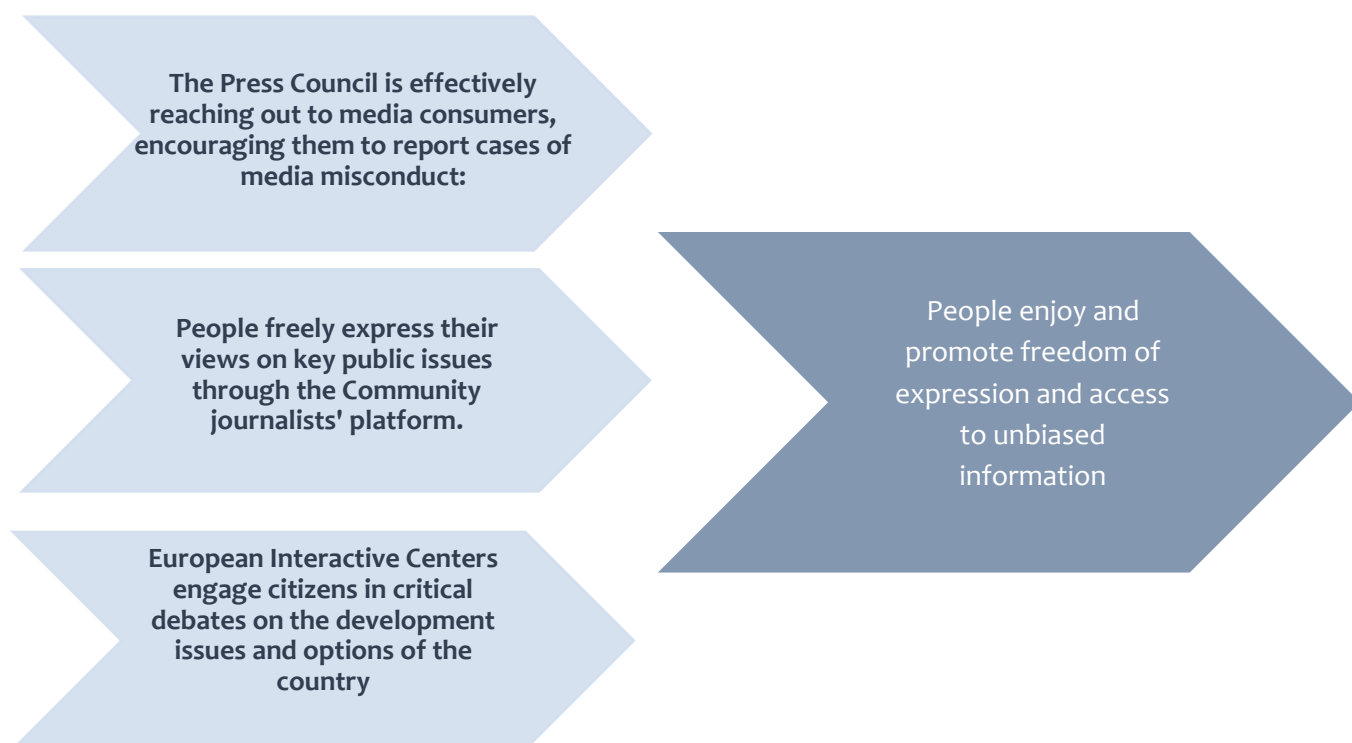 The Press Council is effectively
reaching out to media consumers,
encouraging them to report cases of
media misconduct:
People freely express their
views on key public issues
through the Community
journalists' platform.
European Interactive Centers
engage citizens in critical
debates on the development
issues and options of the
country
People enjoy and
promote freedom of
expression and access
to unbiased
information